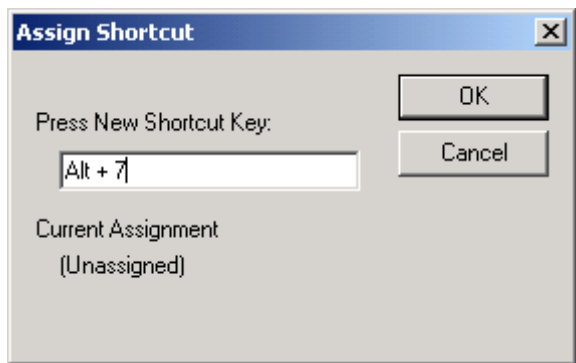 Assign Shortcut
OK
Press New Shortcut Key:
Cancel
Alt + 7
Current Assignment
(Unassigned)